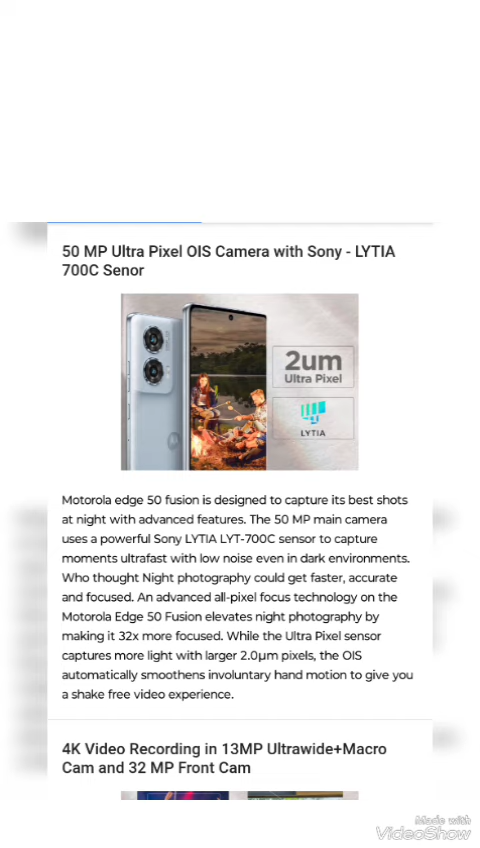 50 MP Ultra Pixel OIS Camera with Sony - LYTIA
700C Senor
2um
Ultra Pixel
LYTIA
Motorola edge 50 fusion is designed to capture its best shots
at night with advanced features. The 50 MP main camera
uses a powerful Sony LYTIA LYT-700C sensor to capture
moments ultrafast with low noise even in dark environments.
Who thought Night photography could get faster, accurate
and focused. An advanced all-pixel focus technology on the
Motorola Edge 50 Fusion elevates night photography by
making it 32x more focused. While the Ultra Pixel sensor
captures more light with larger 2.0μm pixels, the OIS
automatically smoothens involuntary hand motion to give you
a shake free video experience.
4K Video Recording in 13MP Ultrawide+Macro
Cam and 32 MP Front Cam
Made with
VideoShow